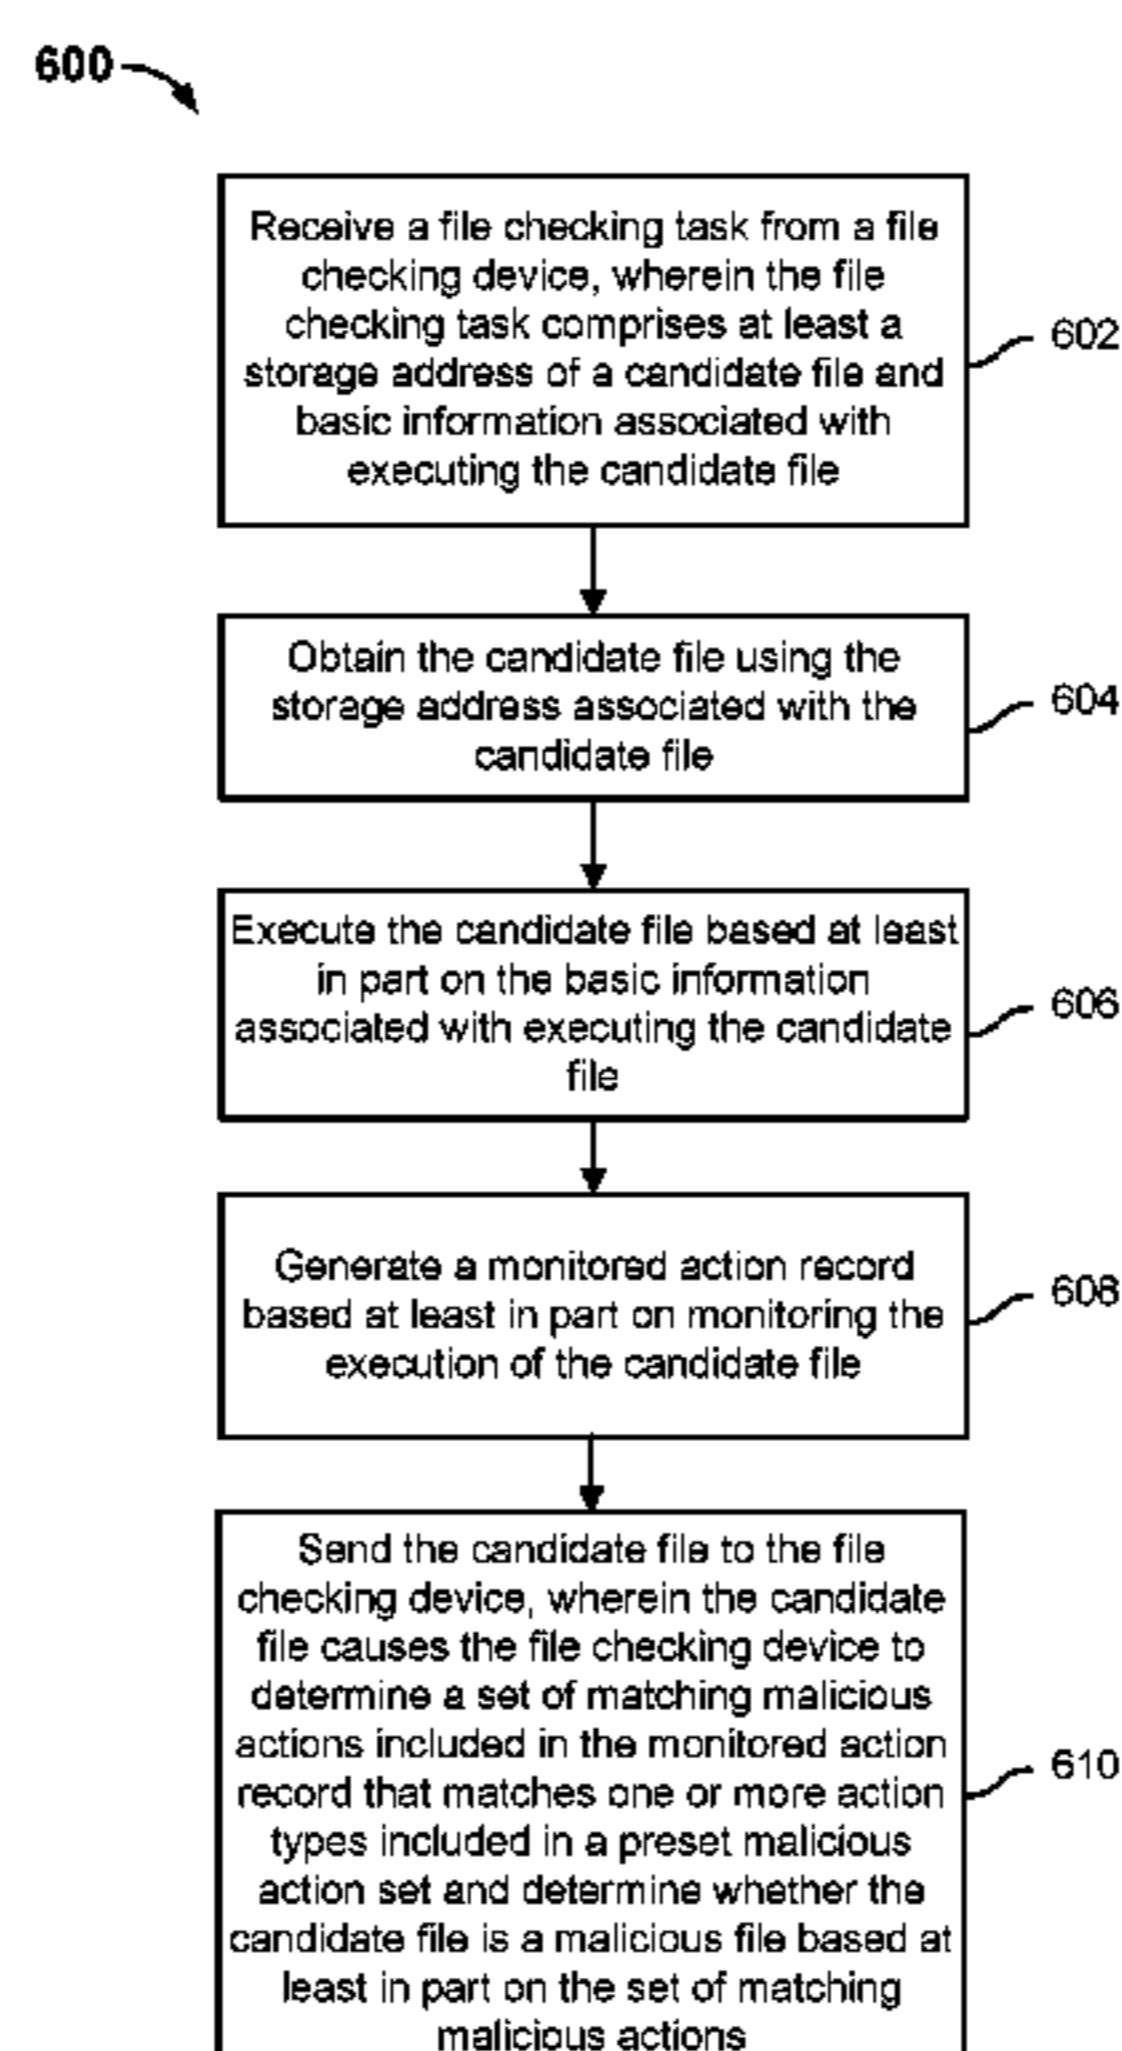 600
Receive a file checking task from a file
checking device, wherein the file
checking task comprises at least a
storage address of a candidate file and
basic information associated with
executing the candidate file
602
Obtain the candidate file using the
storage address associated with the
candidate file
604
Execute the candidate file based at least
in part on the basic information
associated with executing the candidate
file
606
Generate a monitored action record
based at least in part on monitoring the
execution of the candidate file
608
Send the candidate file to the file
checking device, wherein the candidate
file causes the file checking device to
determine a set of matching malicious
actions included in the monitored action
record that matches one or more action
types included in a preset malicious
action set and determine whether the
candidate file is a malicious file based at
least in part on the set of matching
malicious actions
610